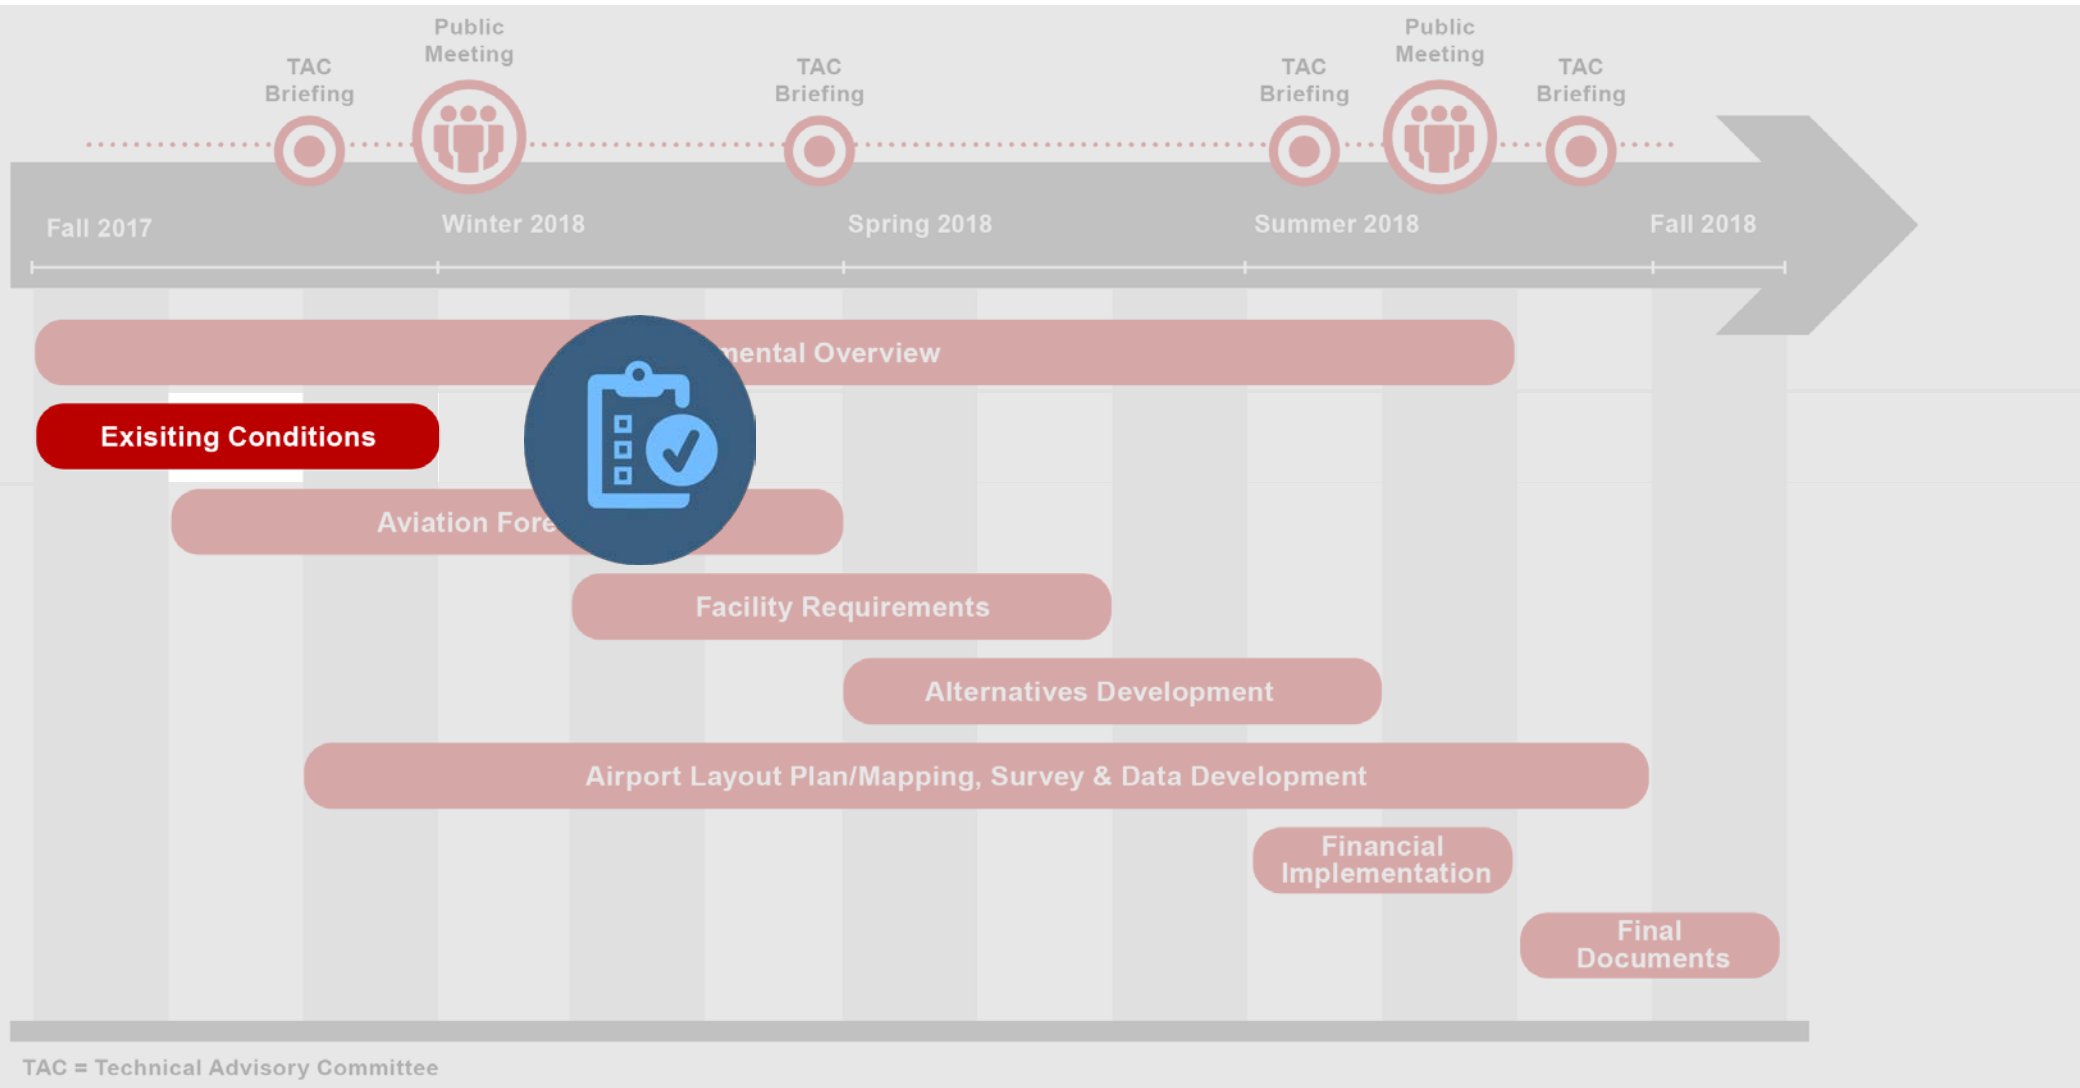 Public
Meeting
TAC
Briefing
TAC
Briefing
Public
Meeting
TAC
Briefing
TAC
Briefing
Fall 2017
Winter 2018
Spring 2018
Summer 2018
Fall 2018
mental Overview
Exisiting Conditions
Aviation Fore
Facility Requirements
Alternatives Development
Airport Layout Plan/Mapping, Survey & Data Development
Financial
Implementation
Final
Documents
TAC = Technical Advisory Committee